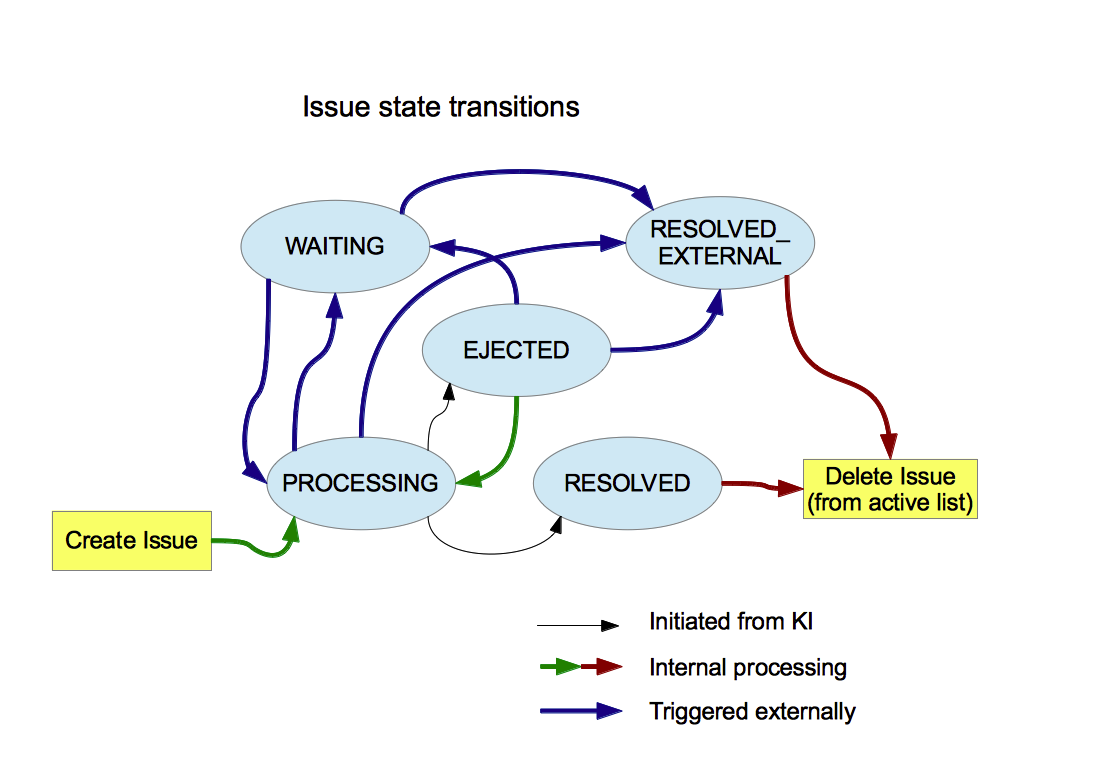 Issue state transitions
WAITING
RESOLVED_
EXTERNAL
EJECTED
PROCESSING
RESOLVED
Delete Issue
(from active list)
Create Issue
Initiated from KI
Internal processing
Triggered externally